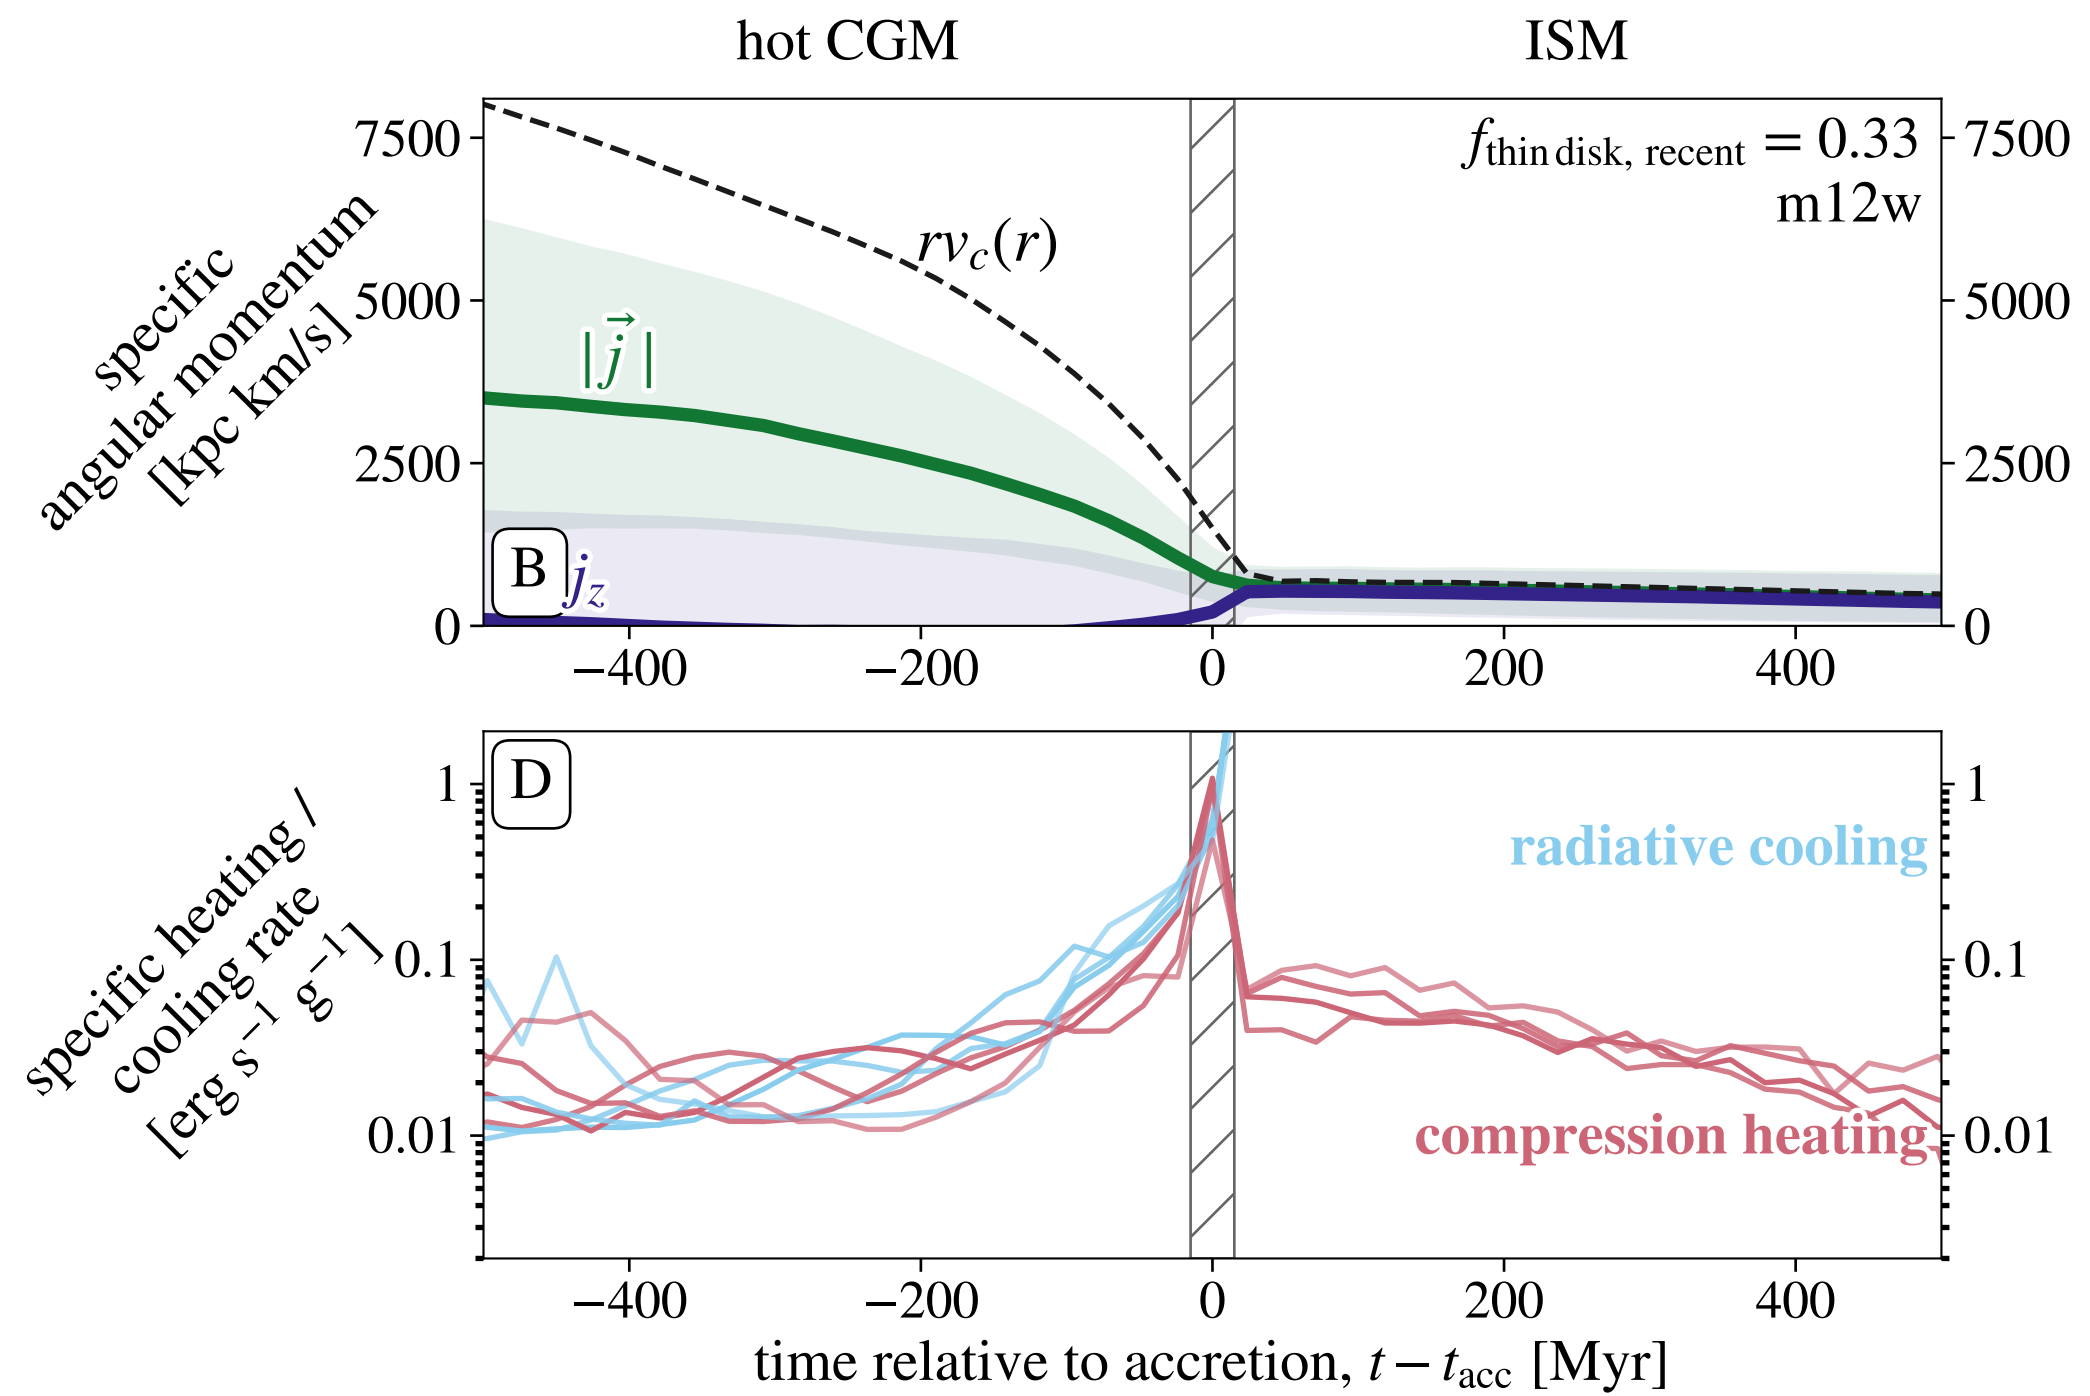 hot CGM
ISM
specific
angular momentum
[kpc km/s]
7500
5000
2500
0
f_thin disk, recent = 0.33
m12w
rv_c(r)
|j⃗|
B
j_z
7500
5000
2500
0
−400
−200
0
200
400
specific heating /
cooling rate
[erg s⁻¹ g⁻¹]
1
0.1
0.01
D
radiative cooling
compression heating
1
0.1
0.01
−400
−200
0
200
400
time relative to accretion, t − t_acc [Myr]